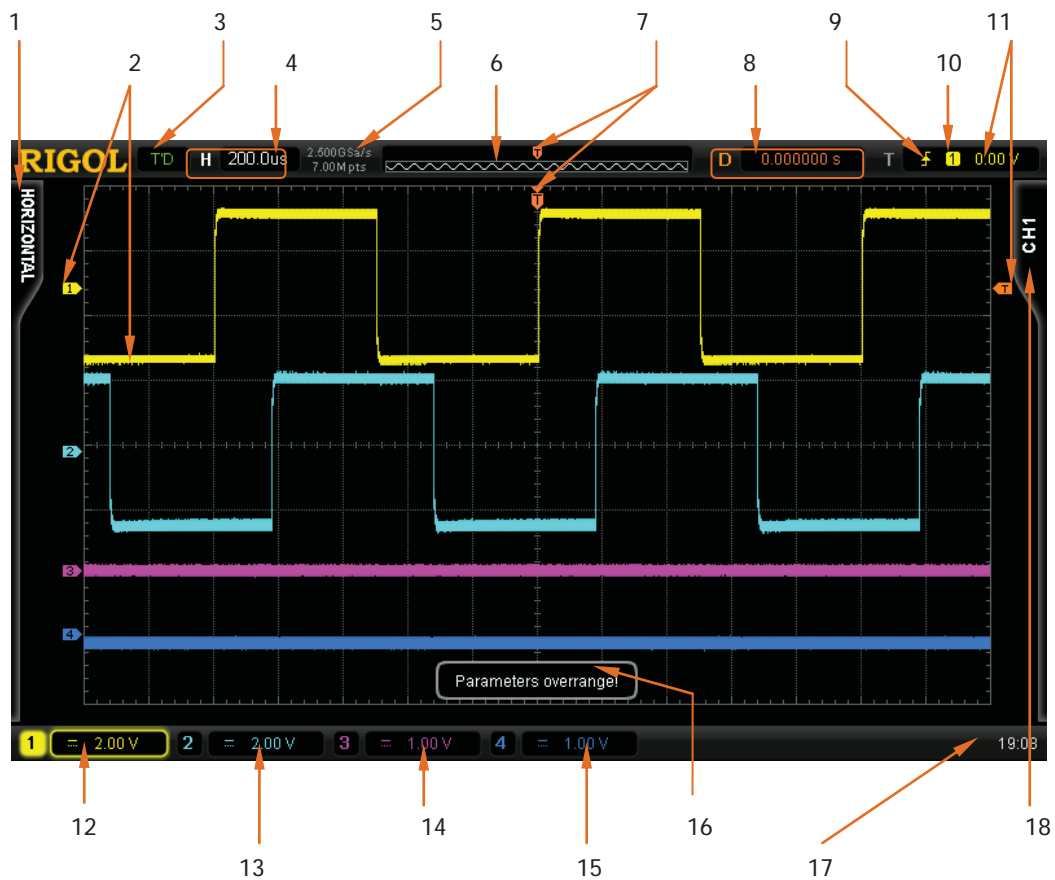 1 3 5 7 9 11
2 4 6 8 10
RIGOL T'D H 200.0us 2.500GSa/s T D 0.000000 s T 1 0.00 V
7.00Mpts
T
HORIZONTAL
CH1
1
T
2
3
4
Parameters overrange!
1 2.00 V 2 2.00 V 3 1.00 V 4 1.00 V 19:08
12 14 16 18
13 15 17